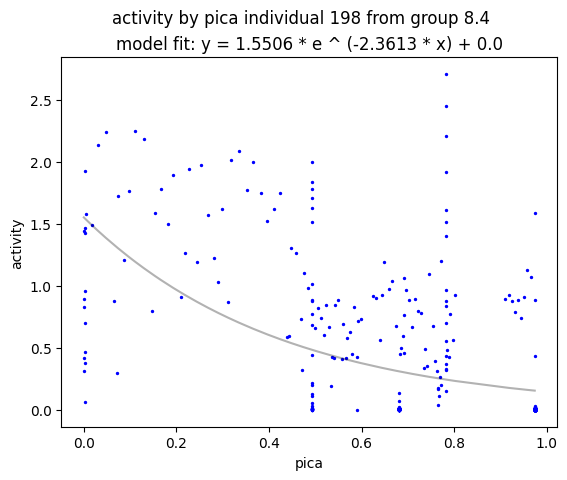 activity by pica individual 198 from group 8.4
model fit: y = 1.5506 * e ^ (-2.3613 * x) + 0.0
2.5
2.0
1.5
1.0
0.5
0.0
activity
0.0 0.2 0.4 0.6 0.8 1.0
pica